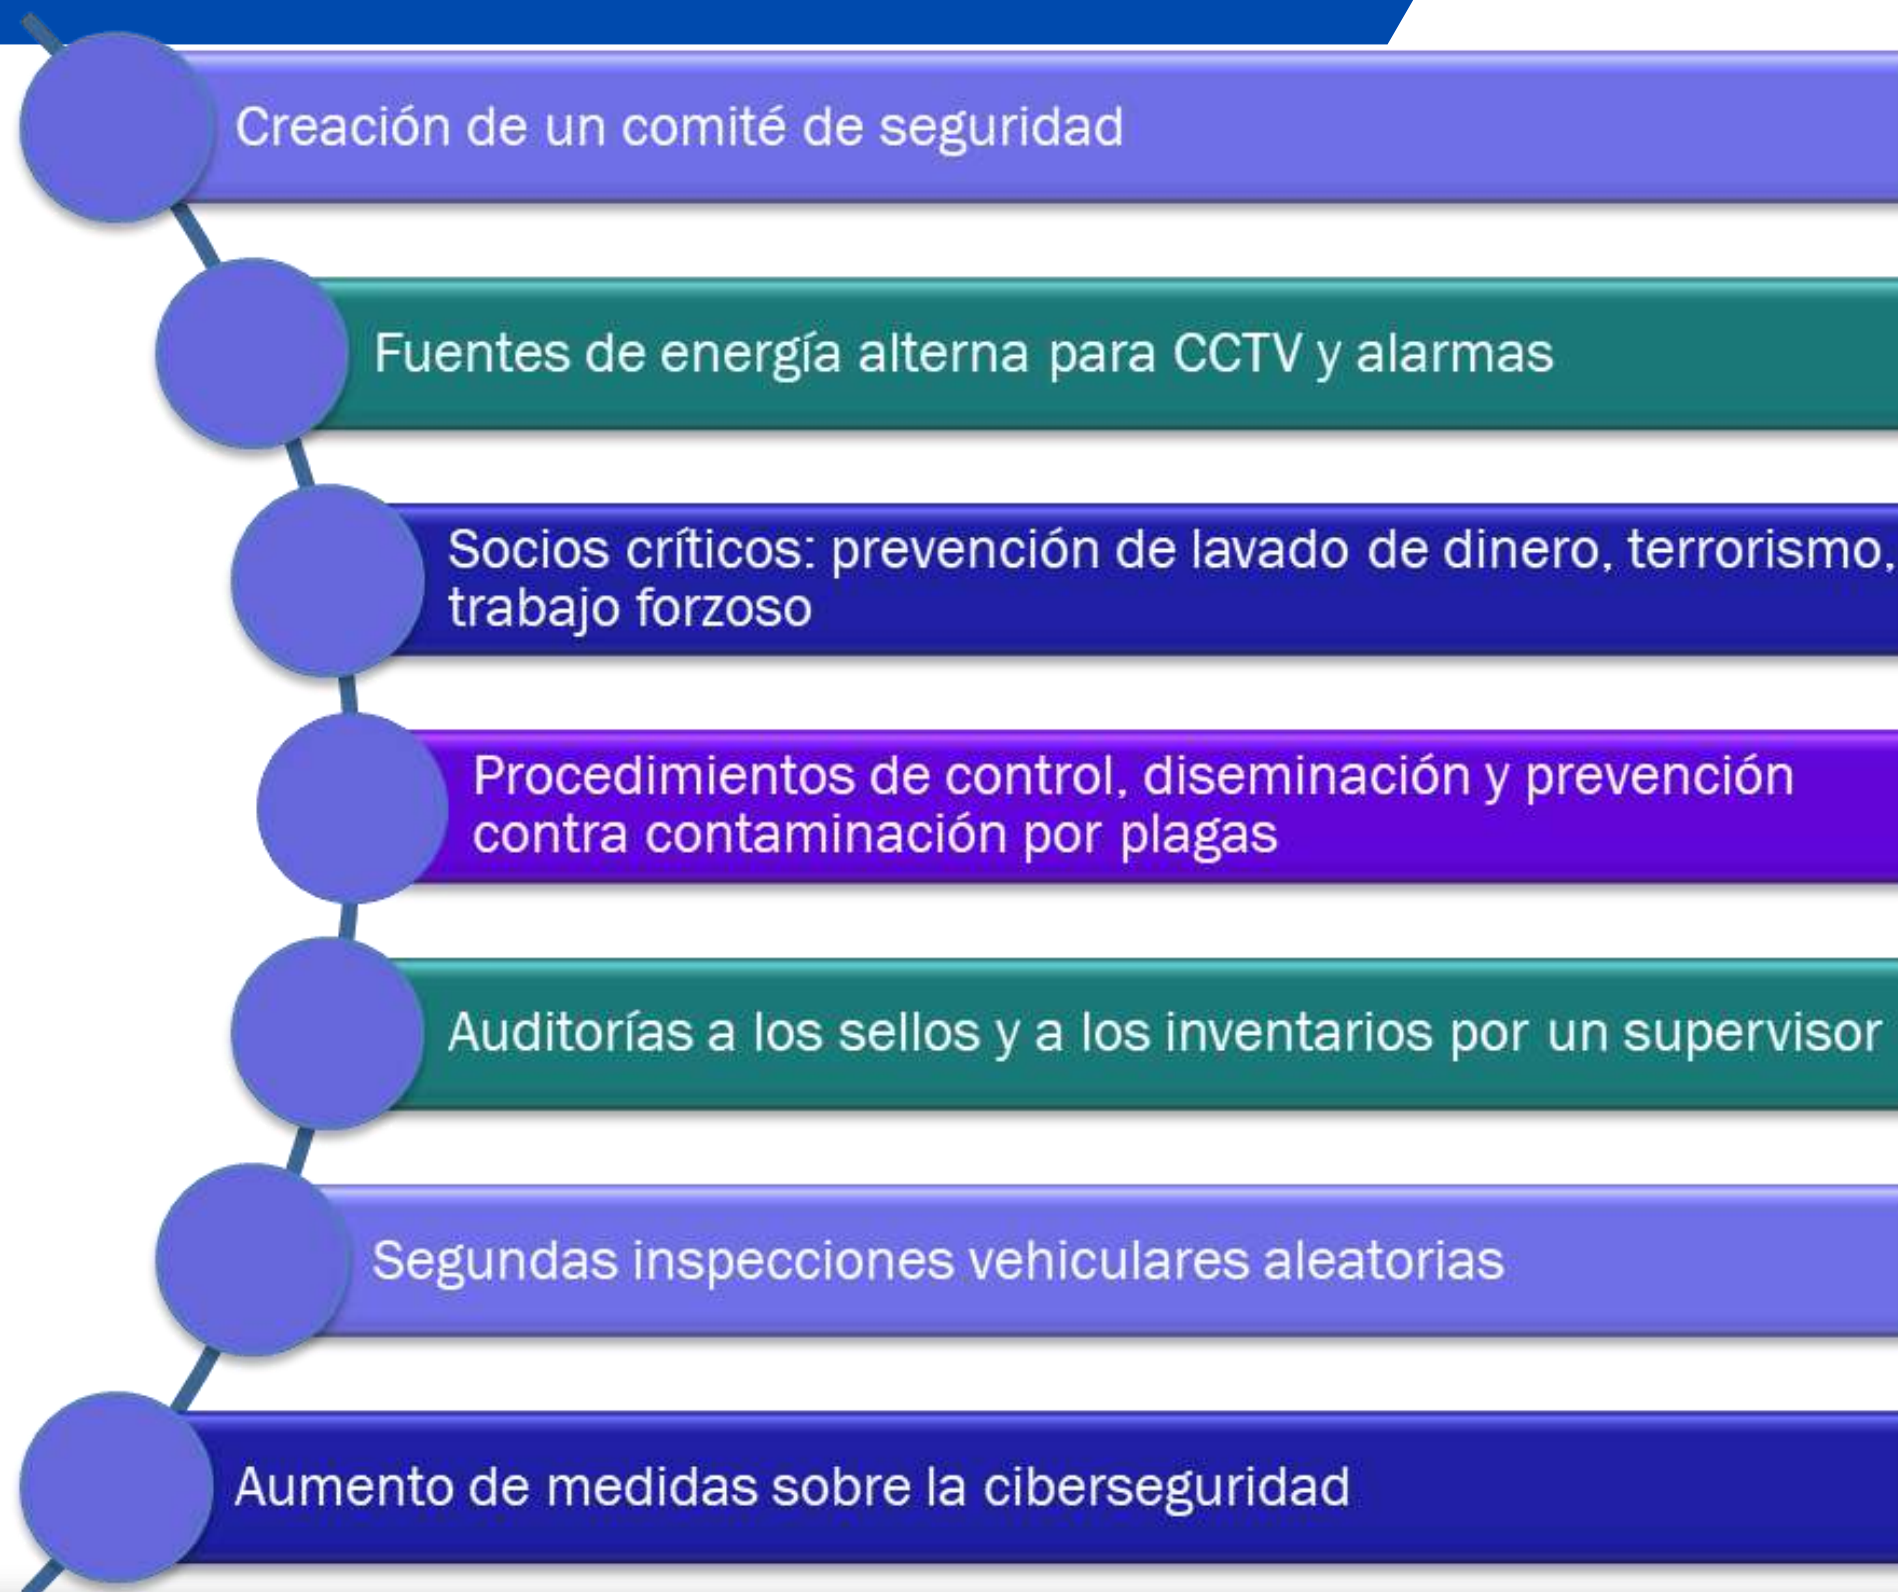 Creación de un comité de seguridad
Fuentes de energía alterna para CCTV y alarmas
Socios críticos: prevención de lavado de dinero, terrorismo,
trabajo forzoso
Procedimientos de control, diseminación y prevención
contra contaminación por plagas
Auditorías a los sellos y a los inventarios por un supervisor
Segundas inspecciones vehiculares aleatorias
Aumento de medidas sobre la ciberseguridad